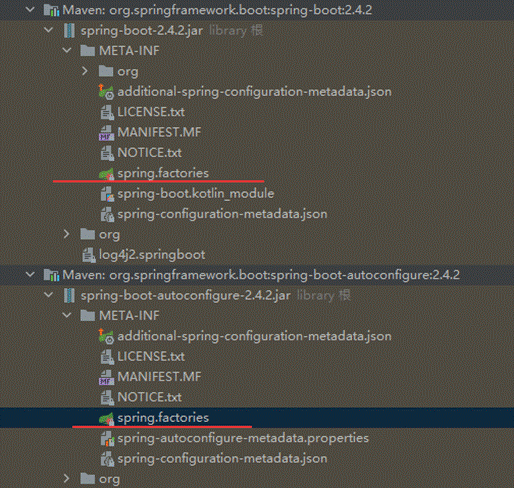 Maven: org.springframework.boot:spring-boot:2.4.2
spring-boot-2.4.2.jar library 根
META-INF
org
additional-spring-configuration-metadata.json
LICENSE.txt
MANIFEST.MF
NOTICE.txt
spring.factories
spring-boot.kotlin_module
spring-configuration-metadata.json
org
log4j2.springboot
Maven: org.springframework.boot:spring-boot-autoconfigure:2.4.2
spring-boot-autoconfigure-2.4.2.jar library 根
META-INF
additional-spring-configuration-metadata.json
LICENSE.txt
MANIFEST.MF
NOTICE.txt
spring.factories
spring-autoconfigure-metadata.properties
spring-configuration-metadata.json
org